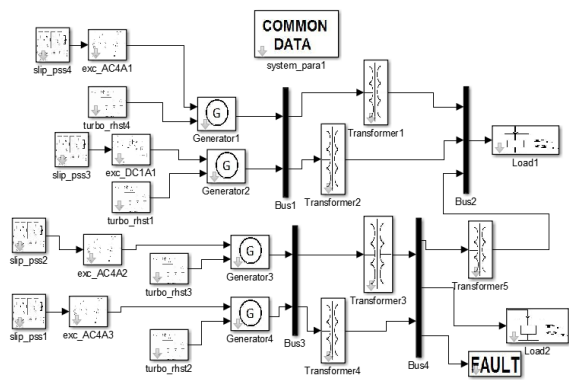 COMMON
DATA
system_para1
slip_pss4
exc_AC4A1
turbo_rhst4
G
Generator1
Transformer1
slip_pss3
exc_DC1A1
turbo_rhst1
G
Generator2
Bus1
Transformer2
Bus2
Load1
slip_pss2
exc_AC4A2
turbo_rhst3
G
Generator3
Transformer3
Transformer5
slip_pss1
exc_AC4A3
turbo_rhst2
G
Generator4
Bus3
Transformer4
Bus4
Load2
FAULT